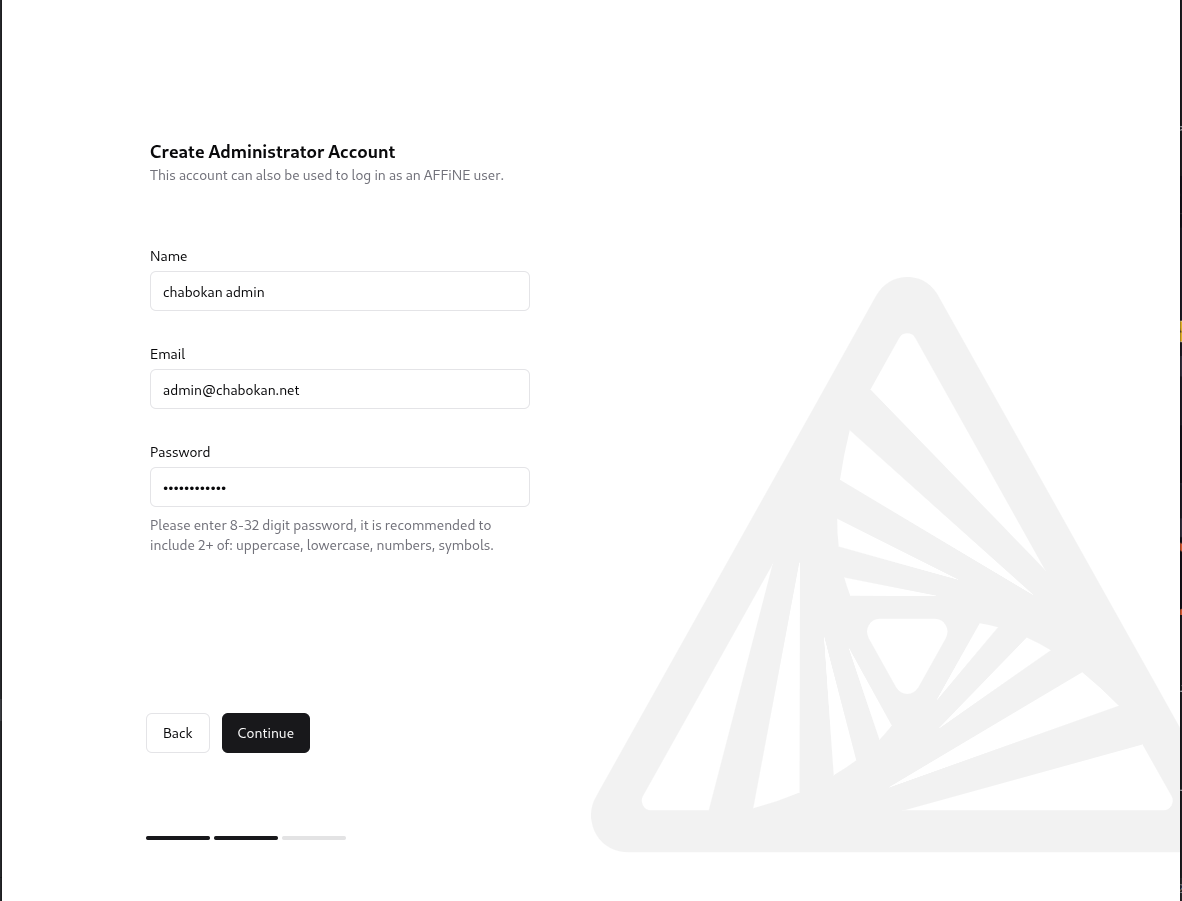 Create Administrator Account
This account can also be used to log in as an AFFiNE user.
Name
chabokan admin
Email
admin@chabokan.net
Password
••••••••••••
Please enter 8-32 digit password, it is recommended to
include 2+ of: uppercase, lowercase, numbers, symbols.
Back
Continue